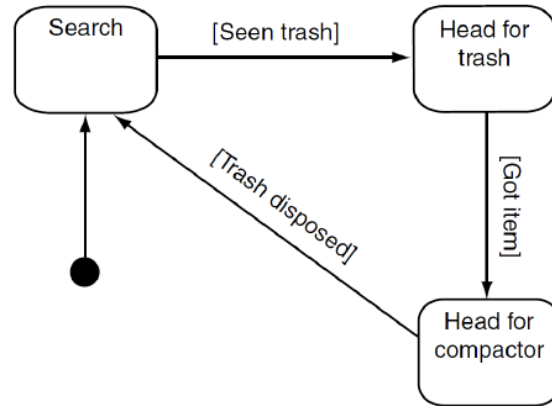 Search
[Seen trash]
Head for
trash
[Trash disposed]
[Got item]
Head for
compactor